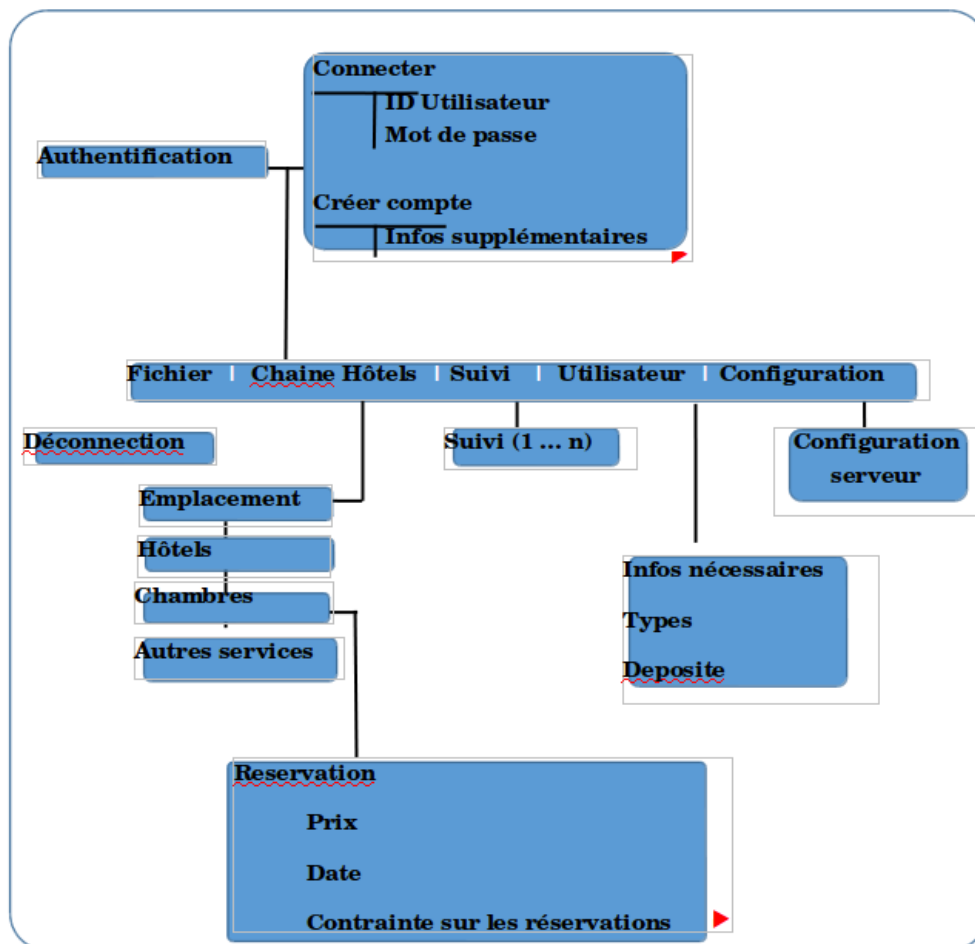 Connecter
ID Utilisateur
Mot de passe
Authentification
Créer compte
Infos supplémentaires
Fichier | Chaine Hôtels | Suivi | Utilisateur | Configuration
Déconnection
Suivi (1 ... n)
Configuration
serveur
Emplacement
Hôtels
Chambres
Autres services
Infos nécessaires
Types
Deposite
Reservation
Prix
Date
Contrainte sur les réservations